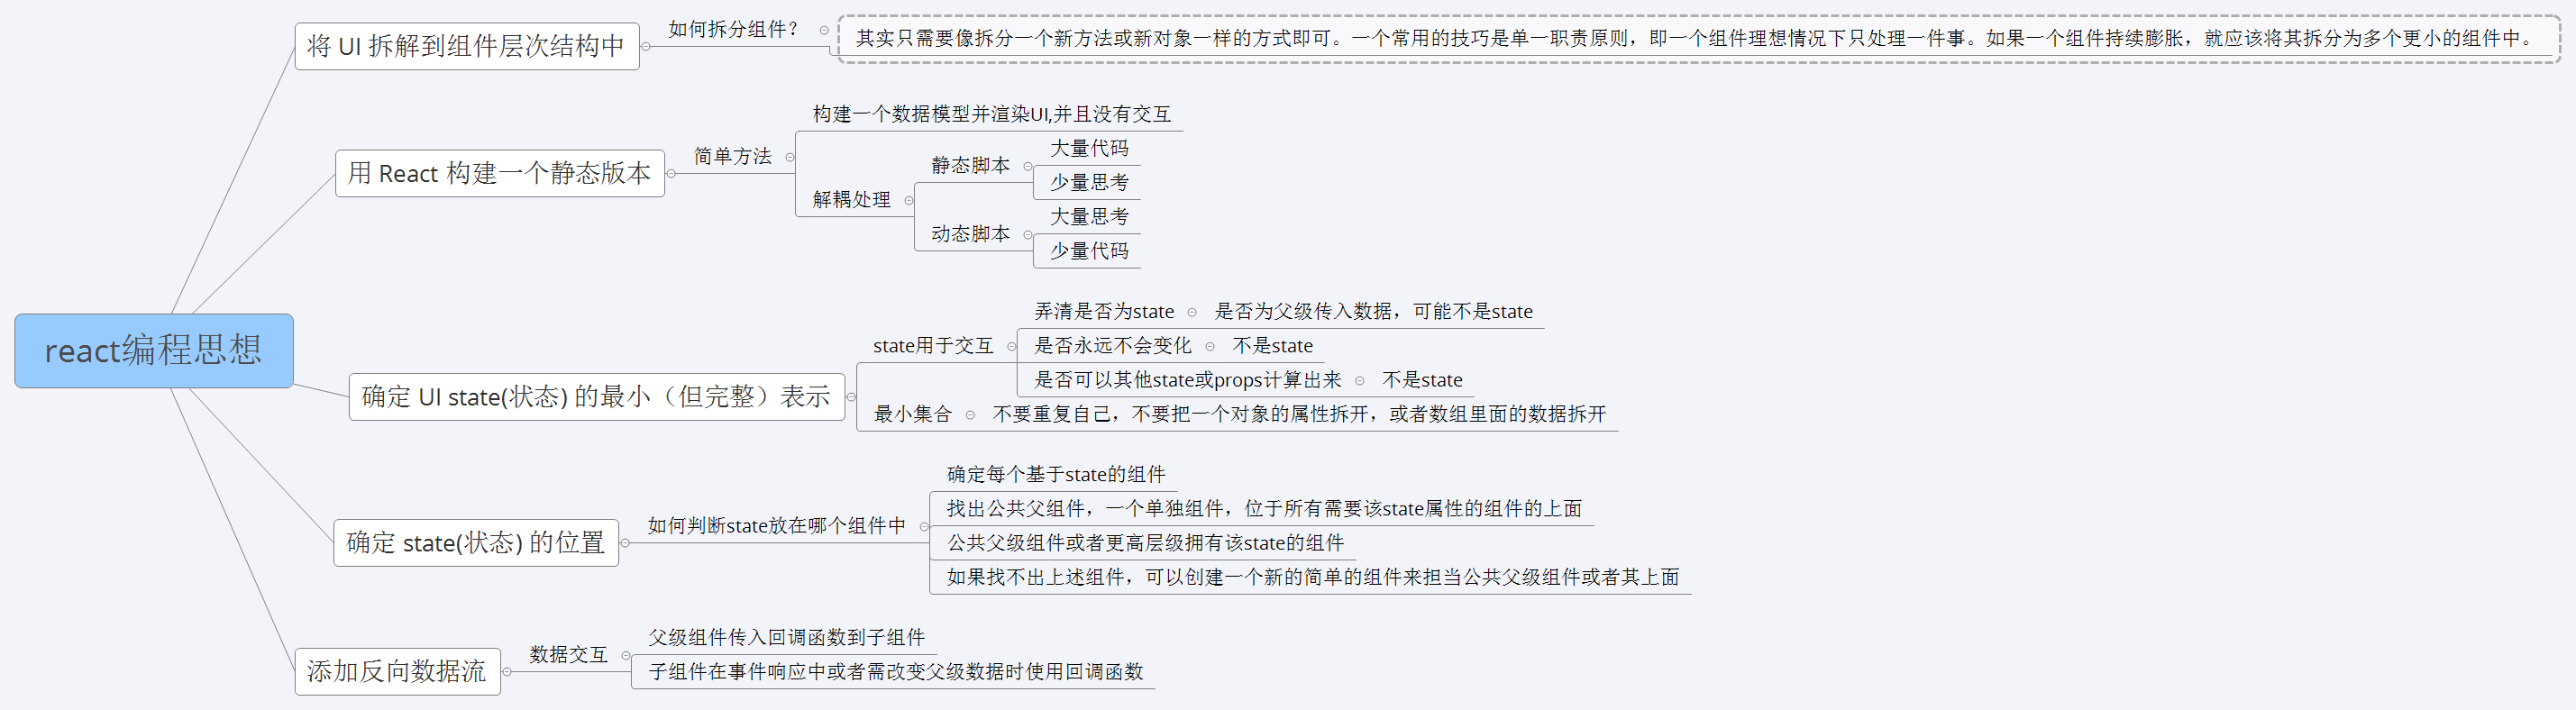 react编程思想
将 UI 拆解到组件层次结构中
如何拆分组件？
其实只需要像拆分一个新方法或新对象一样的方式即可。一个常用的技巧是单一职责原则，即一个组件理想情况下只处理一件事。如果一个组件持续膨胀，就应该将其拆分为多个更小的组件中。
用 React 构建一个静态版本
简单方法
构建一个数据模型并渲染UI,并且没有交互
解耦处理
静态脚本
大量代码
少量思考
动态脚本
大量思考
少量代码
确定 UI state(状态) 的最小（但完整）表示
state用于交互
弄清是否为state
是否为父级传入数据，可能不是state
是否永远不会变化
不是state
是否可以其他state或props计算出来
不是state
最小集合
不要重复自己，不要把一个对象的属性拆开，或者数组里面的数据拆开
确定 state(状态) 的位置
如何判断state放在哪个组件中
确定每个基于state的组件
找出公共父组件，一个单独组件，位于所有需要该state属性的组件的上面
公共父级组件或者更高层级拥有该state的组件
如果找不出上述组件，可以创建一个新的简单的组件来担当公共父级组件或者其上面
添加反向数据流
数据交互
父级组件传入回调函数到子组件
子组件在事件响应中或者需改变父级数据时使用回调函数